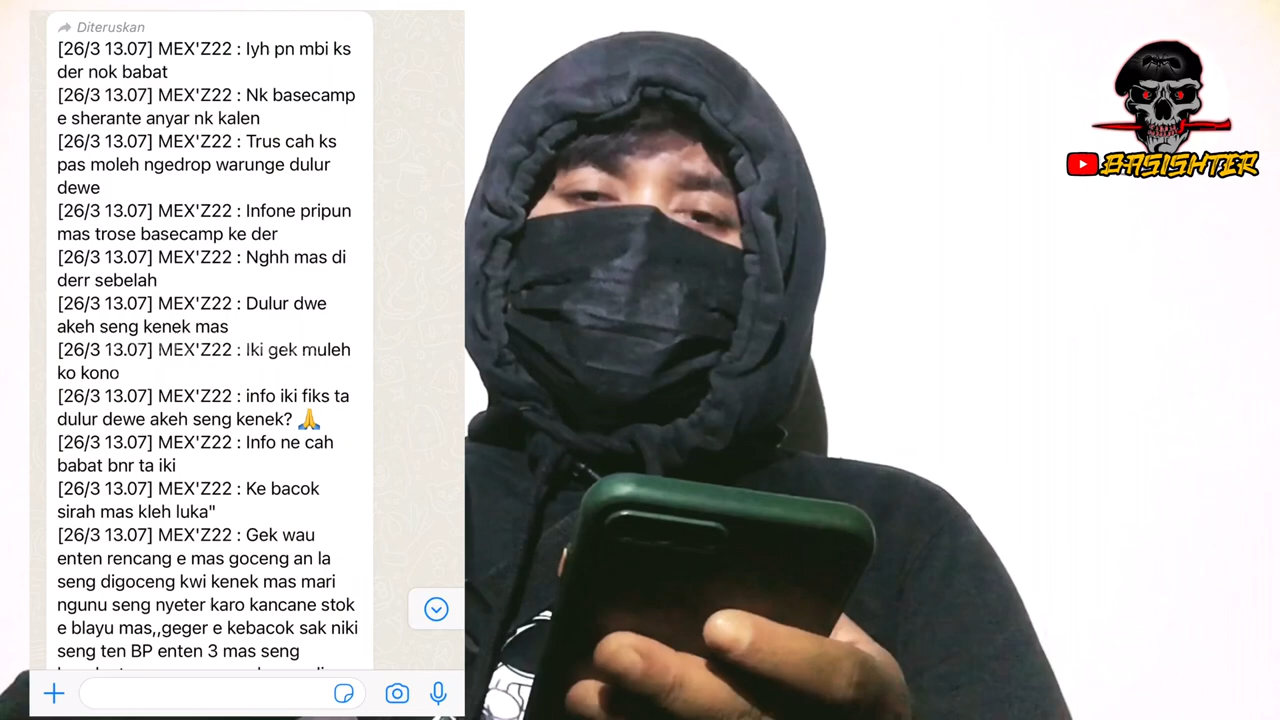 Diteruskan
[26/3 13.07] MEX'Z22 : Iyh pn mbi ks
der nok babat
[26/3 13.07] MEX'Z22 : Nk basecamp
e sherante anyar nk kalen
[26/3 13.07] MEX'Z22 : Trus cah ks
pas moleh ngedrop warunge dulur
dewe
[26/3 13.07] MEX'Z22 : Infone pripun
mas trose basecamp ke der
[26/3 13.07] MEX'Z22 : Nghh mas di
derr sebelah
[26/3 13.07] MEX'Z22 : Dulur dwe
akeh seng kenek mas
[26/3 13.07] MEX'Z22 : Iki gek muleh
ko kono
[26/3 13.07] MEX'Z22 : info iki fiks ta
dulur dewe akeh seng kenek? 🙏
[26/3 13.07] MEX'Z22 : Info ne cah
babat bnr ta iki
[26/3 13.07] MEX'Z22 : Ke bacok
sirah mas kleh luka"
[26/3 13.07] MEX'Z22 : Gek wau
enten rencang e mas goceng an la
seng digoceng kwi kenek mas mari
ngunu seng nyeter karo kancane stok
e blayu mas,,geger e kebacok sak niki
seng ten BP enten 3 mas seng
BASISHTER